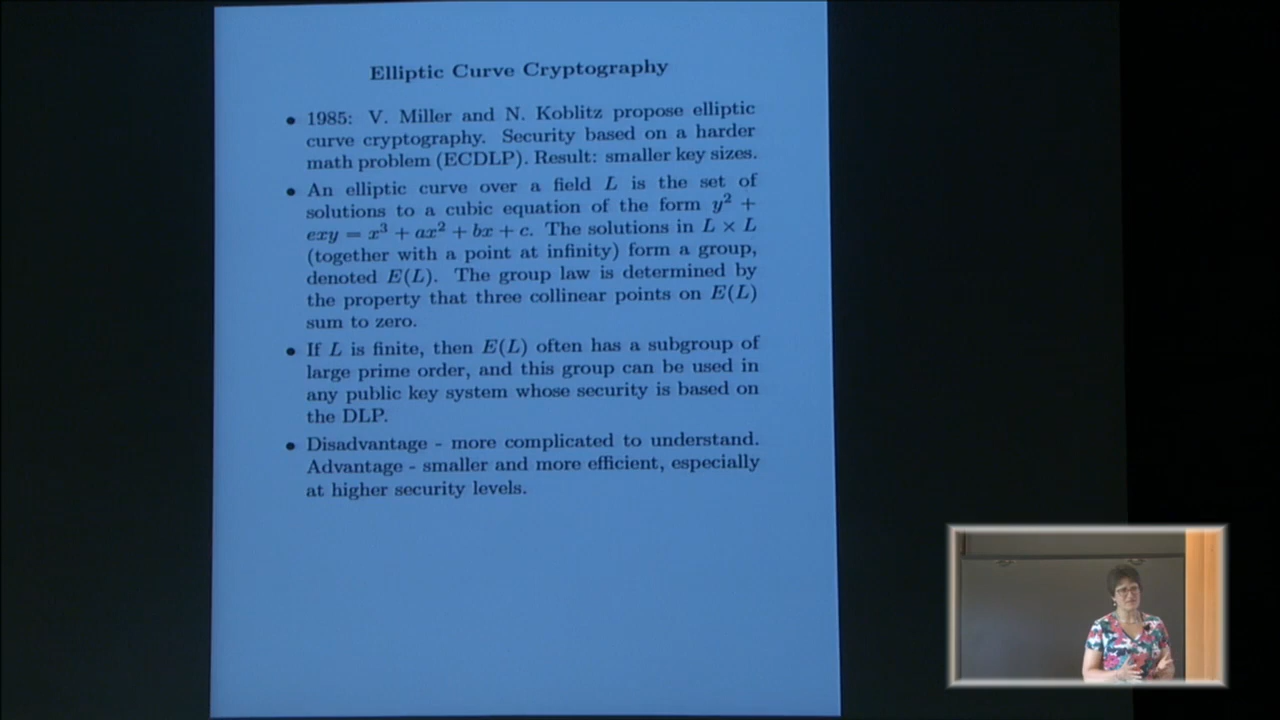 Elliptic Curve Cryptography
• 1985: V. Miller and N. Koblitz propose elliptic
curve cryptography. Security based on a harder
math problem (ECDLP). Result: smaller key sizes.
• An elliptic curve over a field L is the set of
solutions to a cubic equation of the form y² +
exy = x³ + ax² + bx + c. The solutions in L × L
(together with a point at infinity) form a group,
denoted E(L). The group law is determined by
the property that three collinear points on E(L)
sum to zero.
• If L is finite, then E(L) often has a subgroup of
large prime order, and this group can be used in
any public key system whose security is based on
the DLP.
• Disadvantage - more complicated to understand.
Advantage - smaller and more efficient, especially
at higher security levels.